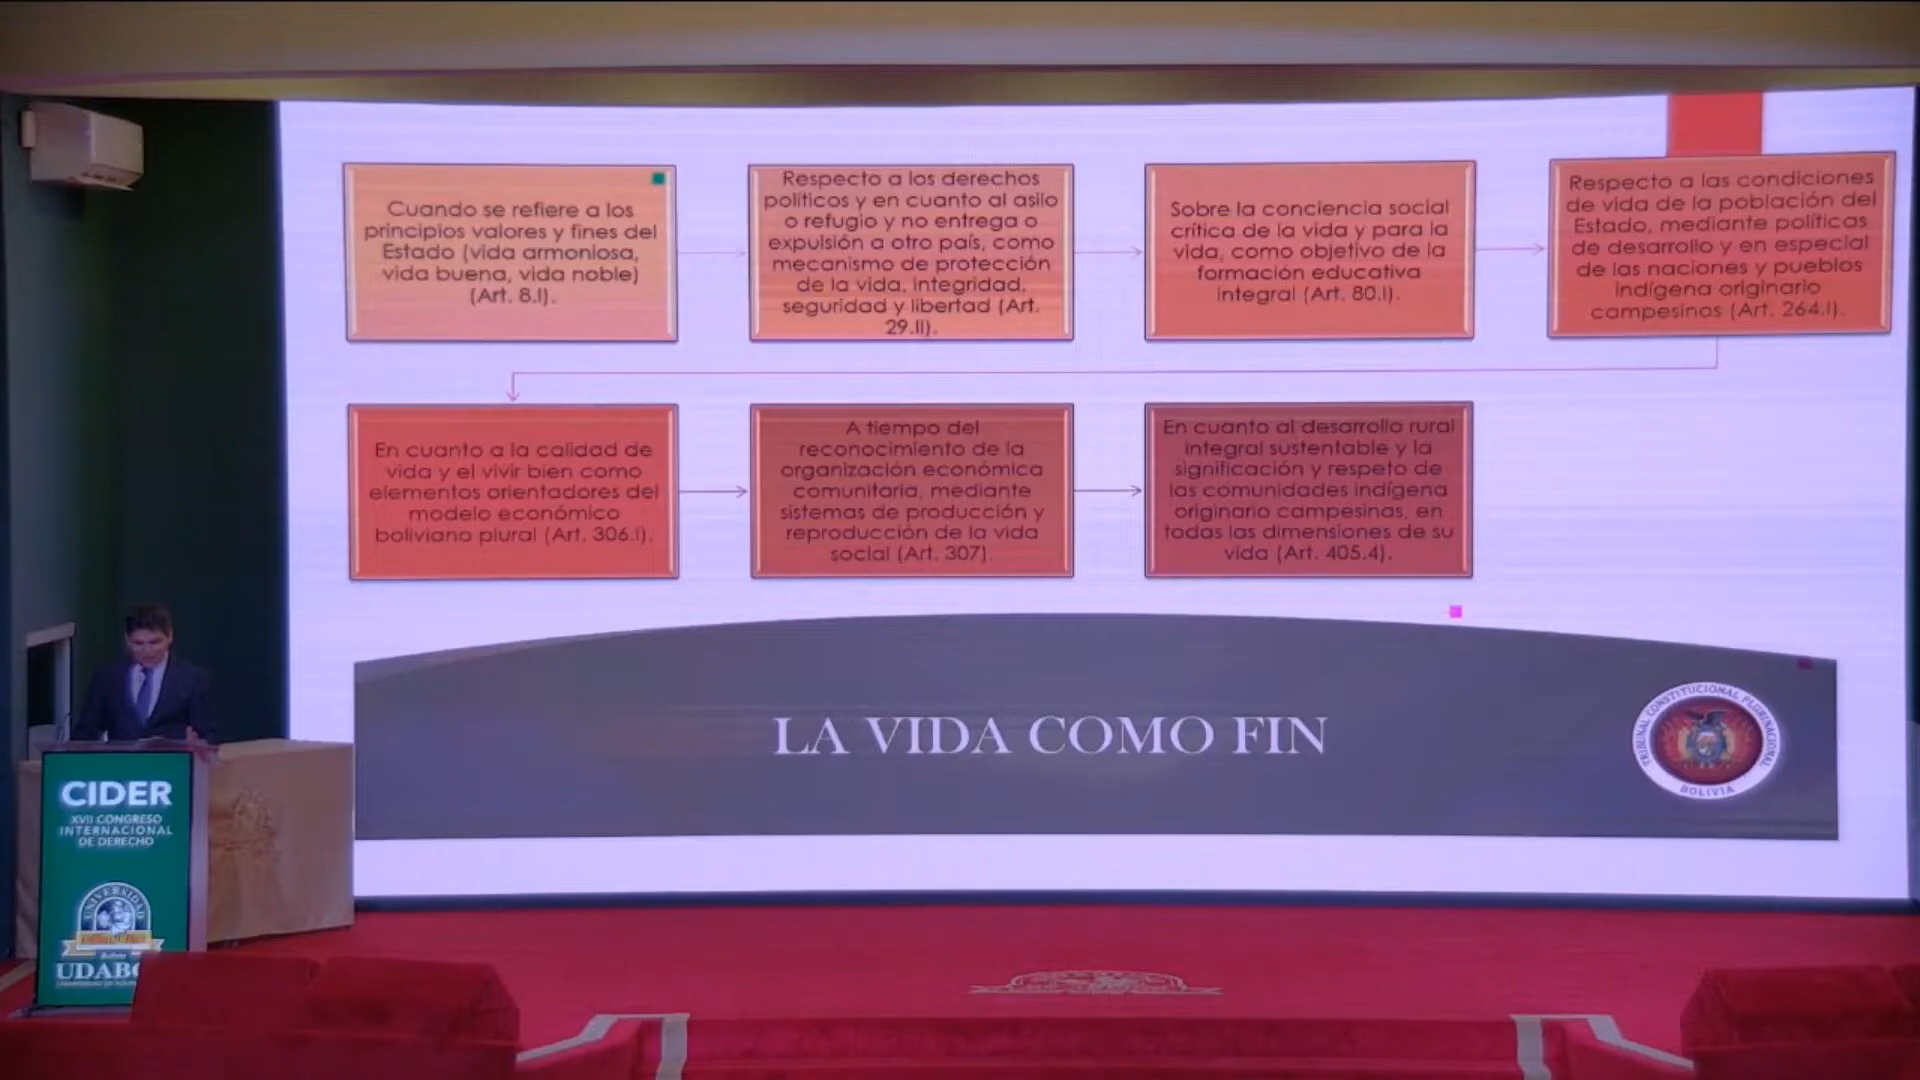 Cuando se refiere a los
principios valores y fines del
Estado (vida armoniosa,
vida buena, vida noble)
(Art. 8.I).
Respecto a los derechos
políticos y en cuanto al asilo
o refugio y no entrega o
expulsión a otro país, como
mecanismo de protección
de la vida, integridad,
seguridad y libertad (Art.
29.II).
Sobre la conciencia social
crítica de la vida y para la
vida, como objetivo de la
formación educativa
integral (Art. 80.I).
Respecto a las condiciones
de vida de la población del
Estado, mediante políticas
de desarrollo y en especial
de las naciones y pueblos
indígena originario
campesinos (Art. 264.I).
En cuanto a la calidad de
vida y el vivir bien como
elementos orientadores del
modelo económico
boliviano plural (Art. 306.I).
A tiempo del
reconocimiento de la
organización económica
comunitaria, mediante
sistemas de producción y
reproducción de la vida
social (Art. 307).
En cuanto al desarrollo rural
integral sustentable y la
significación y respeto de
las comunidades indígena
originario campesinas, en
todas las dimensiones de su
vida (Art. 405.4).
LA VIDA COMO FIN
TRIBUNAL CONSTITUCIONAL PLURINACIONAL
BOLIVIA
CIDER
XVII CONGRESO
INTERNACIONAL
DE DERECHO
UNIVERSIDAD
Bolivia
UDABO